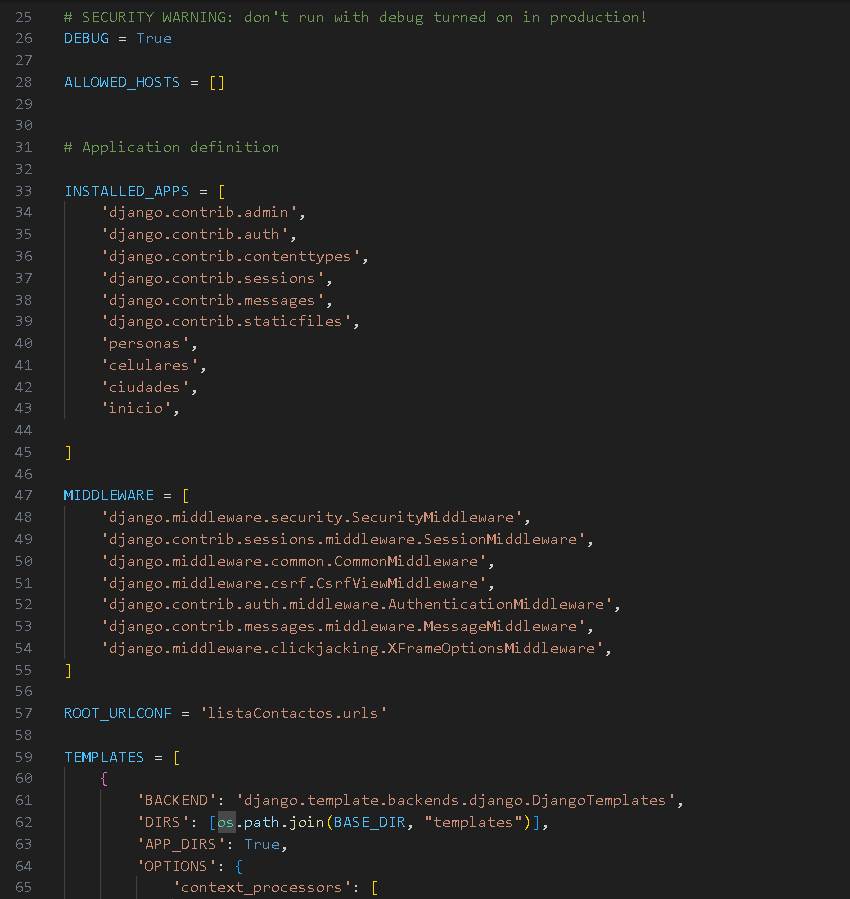 25 # SECURITY WARNING: don't run with debug turned on in production!
26 DEBUG = True
27
28 ALLOWED_HOSTS = []
29
30
31 # Application definition
32
33 INSTALLED_APPS = [
34     'django.contrib.admin',
35     'django.contrib.auth',
36     'django.contrib.contenttypes',
37     'django.contrib.sessions',
38     'django.contrib.messages',
39     'django.contrib.staticfiles',
40     'personas',
41     'celulares',
42     'ciudades',
43     'inicio',
44
45 ]
46
47 MIDDLEWARE = [
48     'django.middleware.security.SecurityMiddleware',
49     'django.contrib.sessions.middleware.SessionMiddleware',
50     'django.middleware.common.CommonMiddleware',
51     'django.middleware.csrf.CsrfViewMiddleware',
52     'django.contrib.auth.middleware.AuthenticationMiddleware',
53     'django.contrib.messages.middleware.MessageMiddleware',
54     'django.middleware.clickjacking.XFrameOptionsMiddleware',
55 ]
56
57 ROOT_URLCONF = 'listaContactos.urls'
58
59 TEMPLATES = [
60     {
61         'BACKEND': 'django.template.backends.django.DjangoTemplates',
62         'DIRS': [os.path.join(BASE_DIR, "templates")],
63         'APP_DIRS': True,
64         'OPTIONS': {
65             'context_processors': [